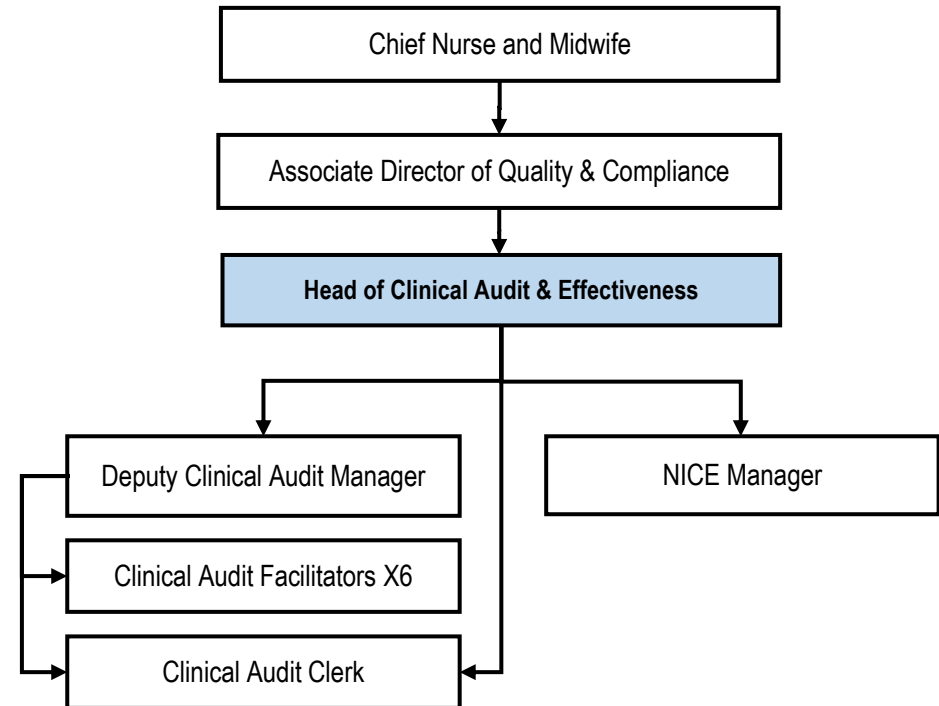 Chief Nurse and Midwife
Associate Director of Quality & Compliance
Head of Clinical Audit & Effectiveness
Deputy Clinical Audit Manager
NICE Manager
Clinical Audit Facilitators X6
Clinical Audit Clerk